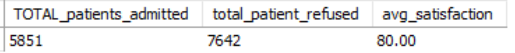 TOTAL_patients_admitted total_patient_refused avg_satisfaction
5851 7642 80.00